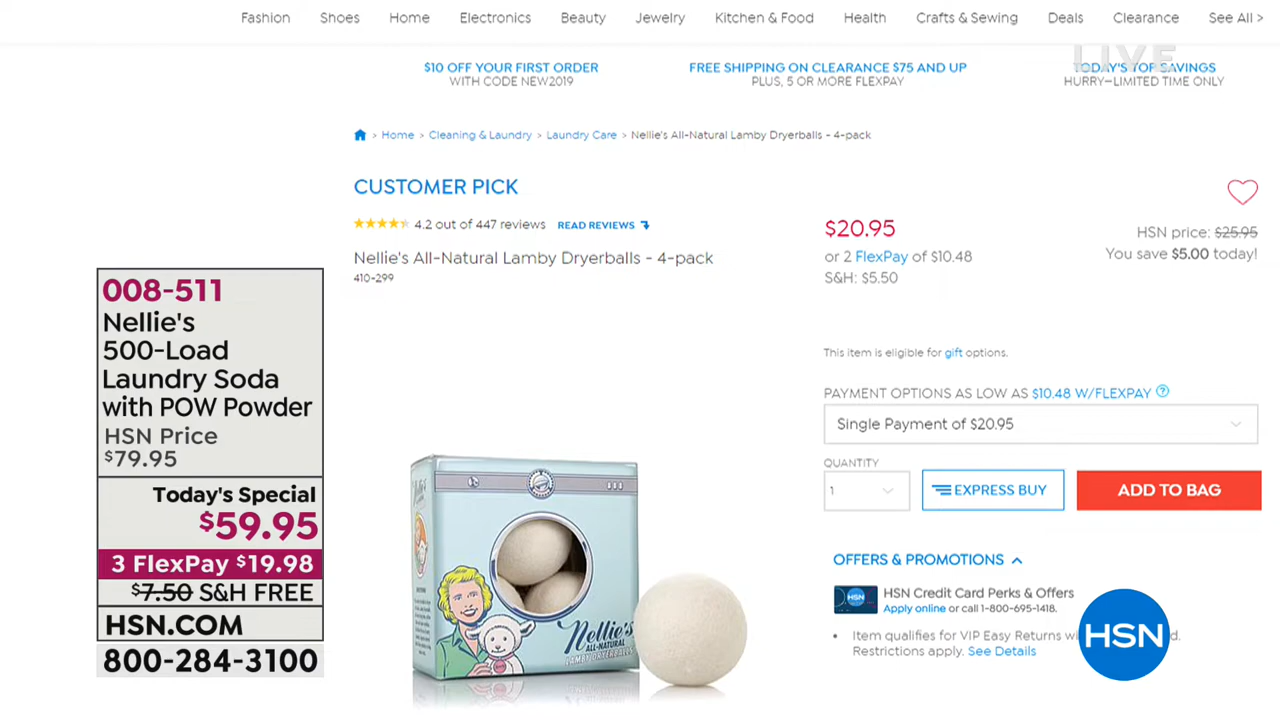 Fashion Shoes Home Electronics Beauty Jewelry Kitchen & Food Health Crafts & Sewing Deals Clearance See All >
LIVE
$10 OFF YOUR FIRST ORDER
WITH CODE NEW2019
FREE SHIPPING ON CLEARANCE $75 AND UP
PLUS, 5 OR MORE FLEXPAY
TODAY'S TOP SAVINGS
HURRY—LIMITED TIME ONLY
> Home > Cleaning & Laundry > Laundry Care > Nellie's All-Natural Lamby Dryerballs - 4-pack
CUSTOMER PICK
4.2 out of 447 reviews READ REVIEWS
Nellie's All-Natural Lamby Dryerballs - 4-pack
410-299
$20.95
or 2 FlexPay of $10.48
S&H: $5.50
HSN price: $25.95
You save $5.00 today!
This item is eligible for gift options.
PAYMENT OPTIONS AS LOW AS $10.48 W/FLEXPAY ?
Single Payment of $20.95
QUANTITY
1
EXPRESS BUY
ADD TO BAG
OFFERS & PROMOTIONS
HSN
HSN Credit Card Perks & Offers
Apply online or call 1-800-695-1418.
• Item qualifies for VIP Easy Returns
Restrictions apply. See Details
HSN
008-511
Nellie's
500-Load
Laundry Soda
with POW Powder
HSN Price
$79.95
Today's Special
$59.95
3 FlexPay $19.98
$7.50 S&H FREE
HSN.COM
800-284-3100
Nellie's
ALL-NATURAL
LAMBY DRYERBALLS